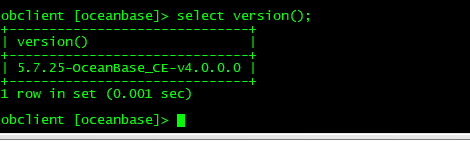 obclient [oceanbase]> select version();
+------------------------------+
| version()                    |
+------------------------------+
| 5.7.25-OceanBase_CE-v4.0.0.0 |
+------------------------------+
1 row in set (0.001 sec)
obclient [oceanbase]>